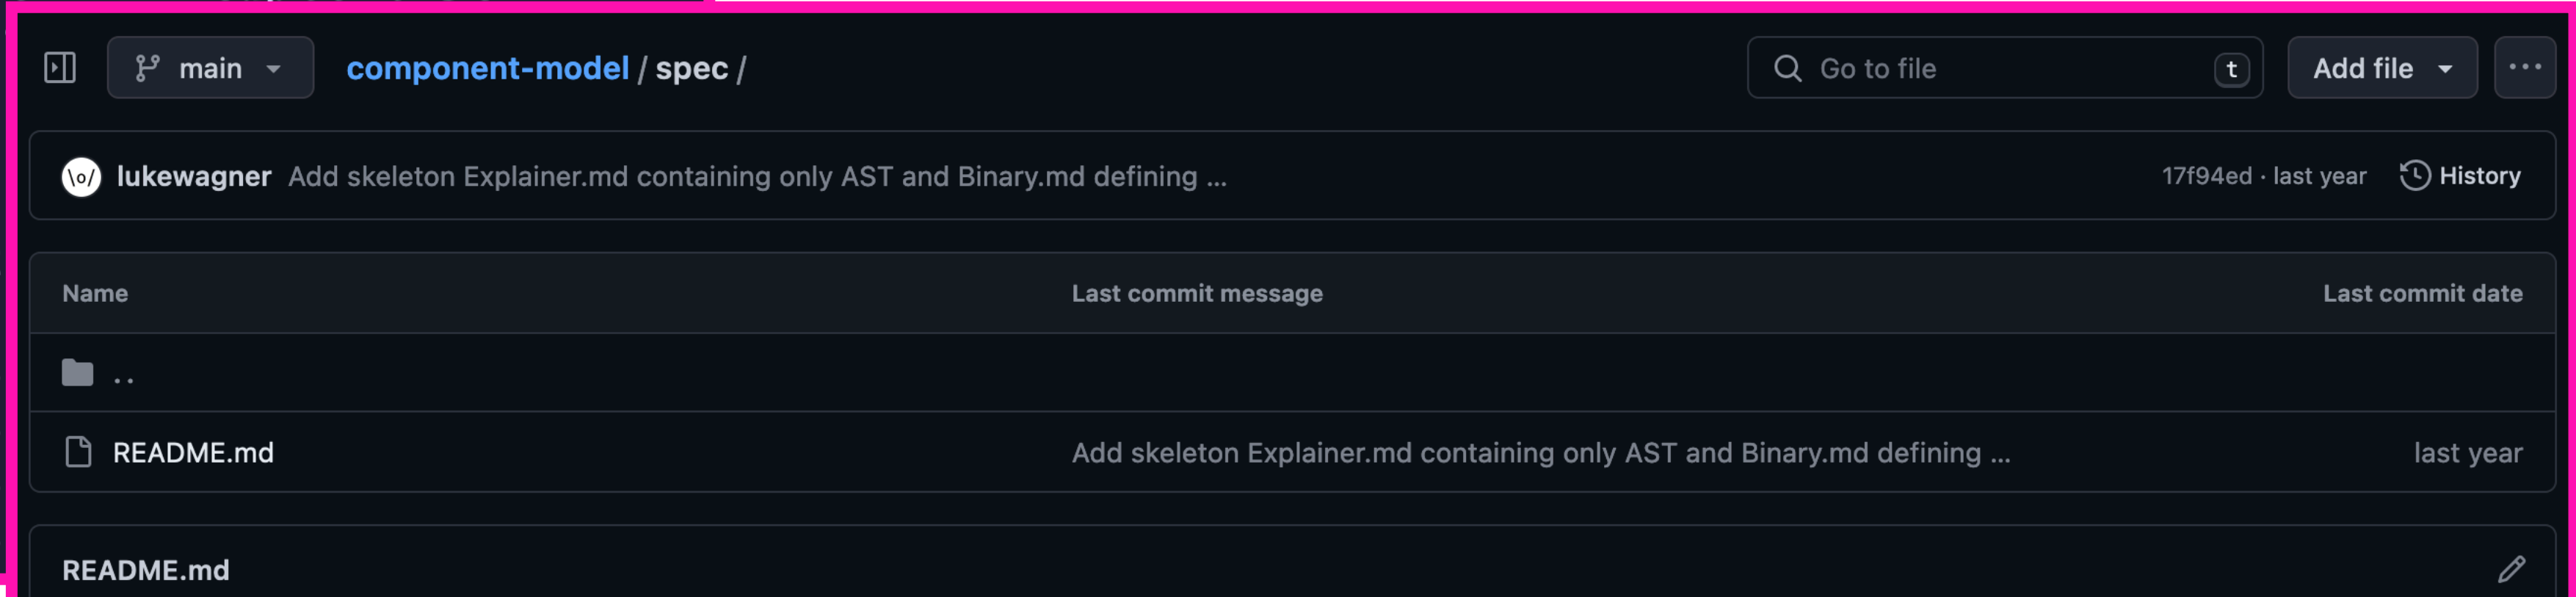 main component-model / spec / Go to file t Add file ...
\o/ lukewagner Add skeleton Explainer.md containing only AST and Binary.md defining ... 17f94ed · last year History
Name Last commit message Last commit date
..
README.md Add skeleton Explainer.md containing only AST and Binary.md defining ... last year
README.md